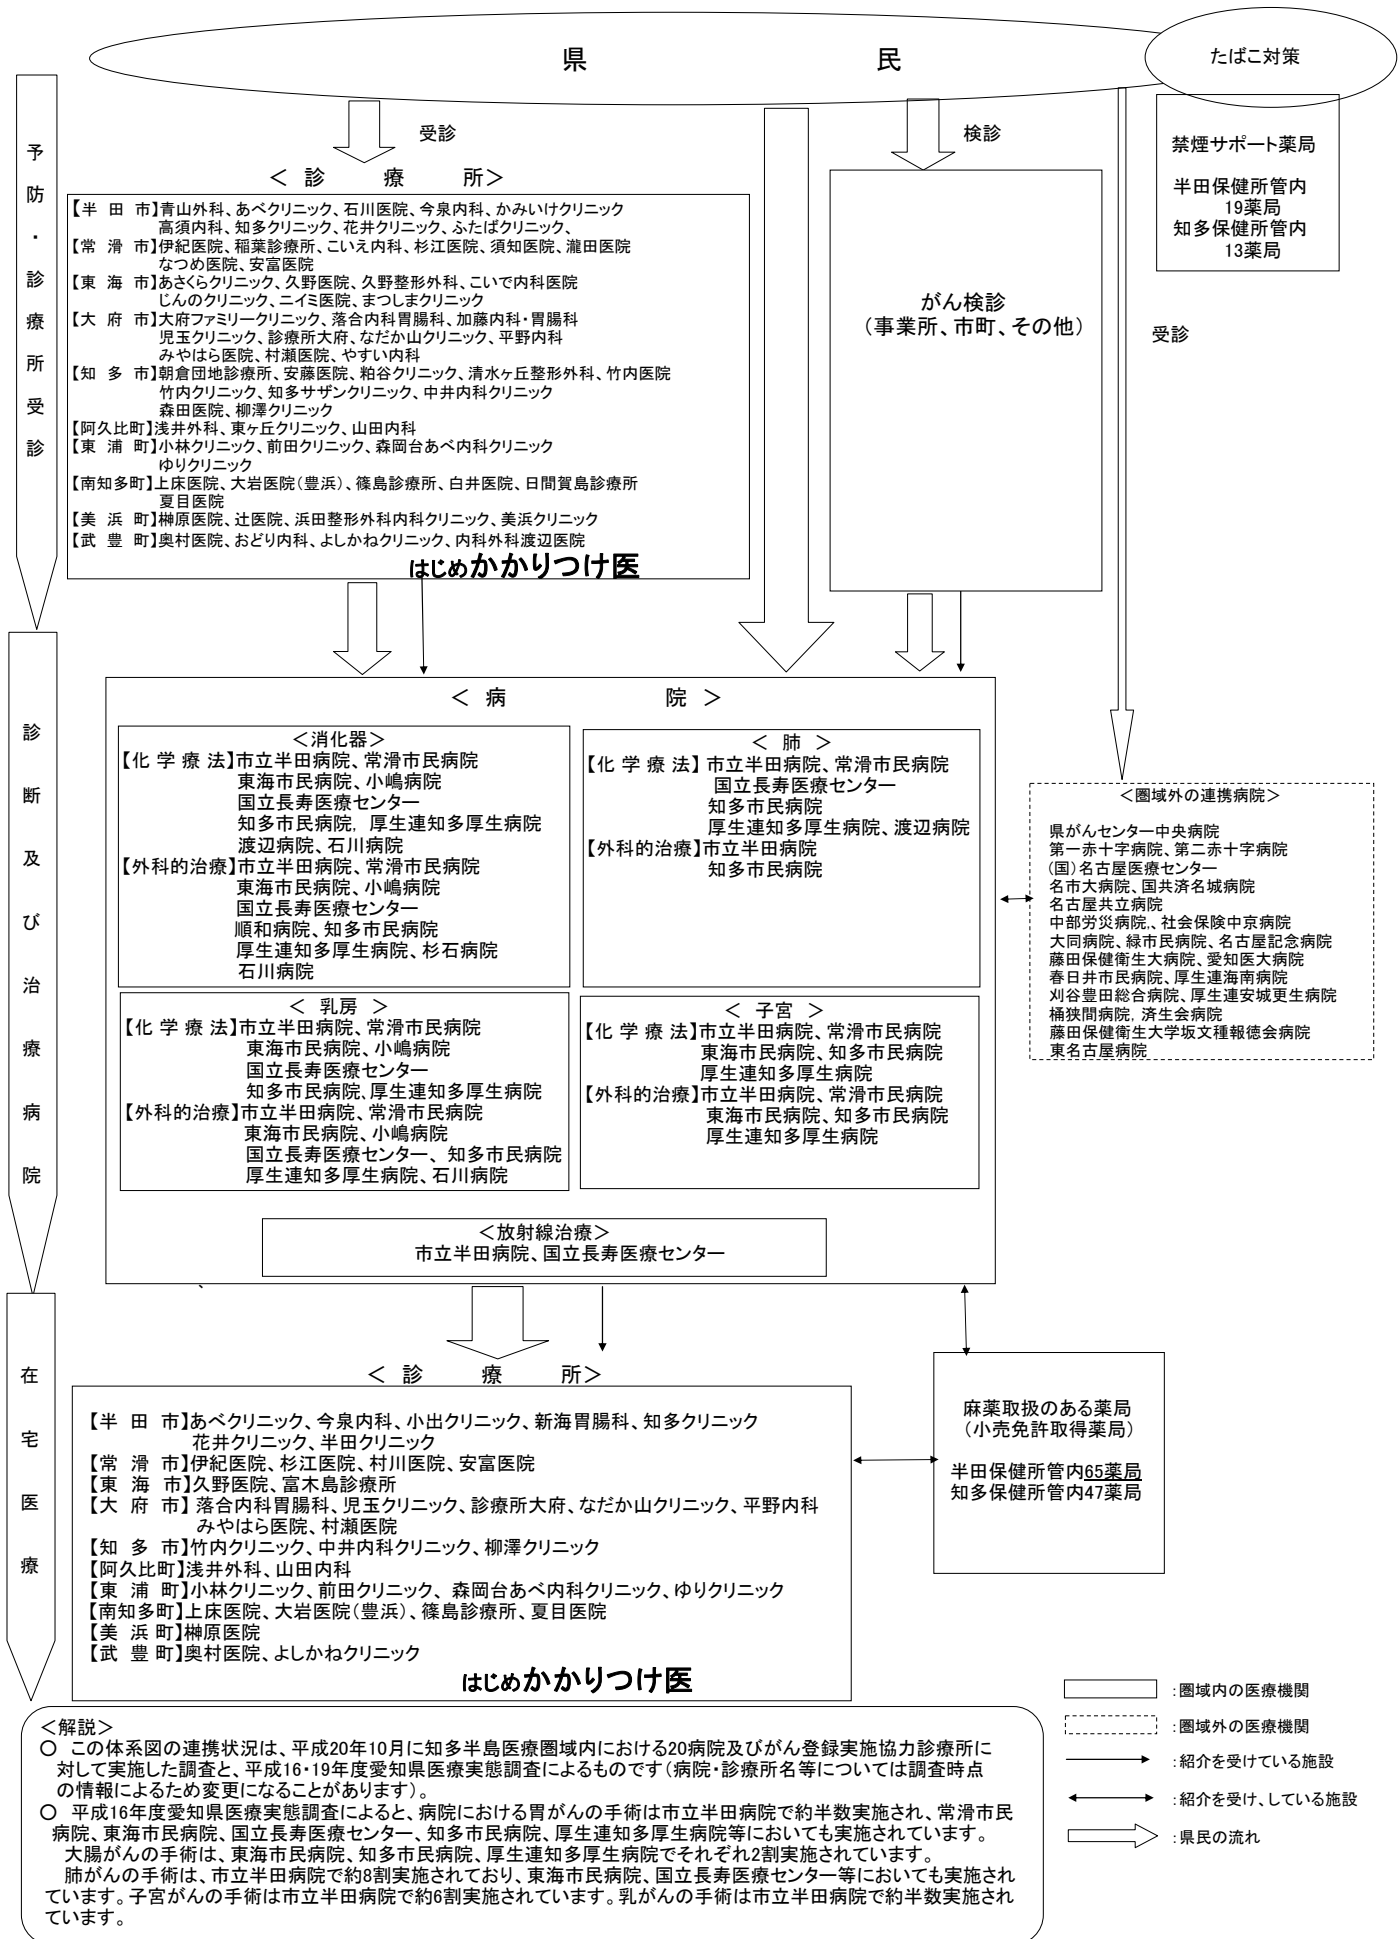 県　　　　　民
たばこ対策
予防・診療所受診
受診
検診
禁煙サポート薬局
半田保健所管内
19薬局
知多保健所管内
13薬局
＜ 診　療　所＞
【半 田 市】青山外科、あべクリニック、石川医院、今泉内科、かみいけクリニック
高須内科、知多クリニック、花井クリニック、ふたばクリニック、
【常 滑 市】伊紀医院、稲葉診療所、こいえ内科、杉江医院、須知医院、瀧田医院
なつめ医院、安富医院
【東 海 市】あさくらクリニック、久野医院、久野整形外科、こいで内科医院
じんのクリニック、ニイミ医院、まつしまクリニック
【大 府 市】大府ファミリークリニック、落合内科胃腸科、加藤内科・胃腸科
児玉クリニック、診療所大府、なだか山クリニック、平野内科
みやはら医院、村瀬医院、やすい内科
【知 多 市】朝倉団地診療所、安藤医院、粕谷クリニック、清水ヶ丘整形外科、竹内医院
竹内クリニック、知多サザンクリニック、中井内科クリニック
森田医院、柳澤クリニック
【阿久比町】浅井外科、東ヶ丘クリニック、山田内科
【東 浦 町】小林クリニック、前田クリニック、森岡台あべ内科クリニック
ゆりクリニック
【南知多町】上床医院、大岩医院（豊浜）、篠島診療所、白井医院、日間賀島診療所
夏目医院
【美 浜 町】榊原医院、辻医院、浜田整形外科内科クリニック、美浜クリニック
【武 豊 町】奥村医院、おどり内科、よしかねクリニック、内科外科渡辺医院
はじめかかりつけ医
がん検診
（事業所、市町、その他）
受診
診断及び治療病院
＜ 病　　　院 ＞
＜消化器＞
【化 学 療 法】市立半田病院、常滑市民病院
東海市民病院、小嶋病院
国立長寿医療センター
知多市民病院, 厚生連知多厚生病院
渡辺病院、石川病院
【外科的治療】市立半田病院、常滑市民病院
東海市民病院、小嶋病院
国立長寿医療センター
順和病院、知多市民病院
厚生連知多厚生病院、杉石病院
石川病院
＜ 肺 ＞
【化 学 療 法】 市立半田病院、常滑市民病院
国立長寿医療センター
知多市民病院
厚生連知多厚生病院、渡辺病院
【外科的治療】市立半田病院
知多市民病院
＜ 乳房 ＞
【化 学 療 法】市立半田病院、常滑市民病院
東海市民病院、小嶋病院
国立長寿医療センター
知多市民病院、厚生連知多厚生病院
【外科的治療】市立半田病院、常滑市民病院
東海市民病院、小嶋病院
国立長寿医療センター、 知多市民病院
厚生連知多厚生病院、石川病院
＜ 子宮 ＞
【化 学 療 法】市立半田病院、常滑市民病院
東海市民病院、知多市民病院
厚生連知多厚生病院
【外科的治療】市立半田病院、常滑市民病院
東海市民病院、知多市民病院
厚生連知多厚生病院
＜放射線治療＞
市立半田病院、国立長寿医療センター
、
＜圏域外の連携病院＞
県がんセンター中央病院
第一赤十字病院、第二赤十字病院
(国)名古屋医療センター
名市大病院、国共済名城病院
名古屋共立病院
中部労災病院、社会保険中京病院
大同病院、緑市民病院、名古屋記念病院
藤田保健衛生大病院、愛知医大病院
春日井市民病院、厚生連海南病院
刈谷豊田総合病院、厚生連安城更生病院
桶狭間病院, 済生会病院
藤田保健衛生大学坂文種報徳会病院
東名古屋病院
在宅医療
＜ 診　療　所＞
【半 田 市】あべクリニック、今泉内科、小出クリニック、新海胃腸科、知多クリニック
花井クリニック、半田クリニック
【常 滑 市】伊紀医院、杉江医院、村川医院、安富医院
【東 海 市】久野医院、富木島診療所
【大 府 市】 落合内科胃腸科、児玉クリニック、診療所大府、なだか山クリニック、平野内科
みやはら医院、村瀬医院
【知 多 市】竹内クリニック、中井内科クリニック、柳澤クリニック
【阿久比町】浅井外科、山田内科
【東 浦 町】小林クリニック、前田クリニック、 森岡台あべ内科クリニック、ゆりクリニック
【南知多町】上床医院、大岩医院（豊浜）、篠島診療所、夏目医院
【美 浜 町】榊原医院
【武 豊 町】奥村医院、よしかねクリニック
はじめかかりつけ医
麻薬取扱のある薬局
（小売免許取得薬局）
半田保健所管内65薬局
知多保健所管内47薬局
：圏域内の医療機関
：圏域外の医療機関
：紹介を受けている施設
：紹介を受け、している施設
：県民の流れ
＜解説＞
○ この体系図の連携状況は、平成20年10月に知多半島医療圏域内における20病院及びがん登録実施協力診療所に
対して実施した調査と、平成16・19年度愛知県医療実態調査によるものです（病院・診療所名等については調査時点
の情報によるため変更になることがあります）。
○ 平成16年度愛知県医療実態調査によると、病院における胃がんの手術は市立半田病院で約半数実施され、常滑市民
病院、東海市民病院、国立長寿医療センター、知多市民病院、厚生連知多厚生病院等においても実施されています。
大腸がんの手術は、東海市民病院、知多市民病院、厚生連知多厚生病院でそれぞれ2割実施されています。
肺がんの手術は、市立半田病院で約8割実施されており、東海市民病院、国立長寿医療センター等においても実施され
ています。子宮がんの手術は市立半田病院で約6割実施されています。乳がんの手術は市立半田病院で約半数実施され
ています。